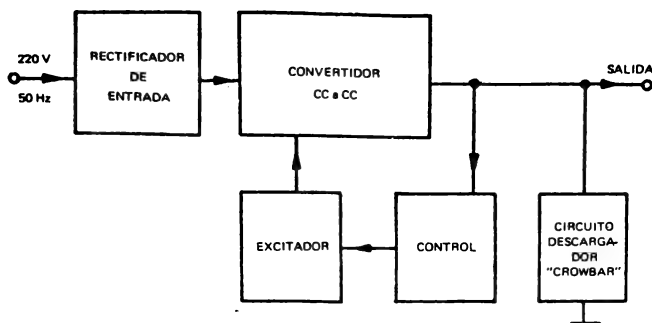 220 V
50 Hz
RECTIFICADOR
DE
ENTRADA
CONVERTIDOR
CC a CC
SALIDA
EXCITADOR
CONTROL
CIRCUITO
DESCARGA-
DOR
"CROWBAR"